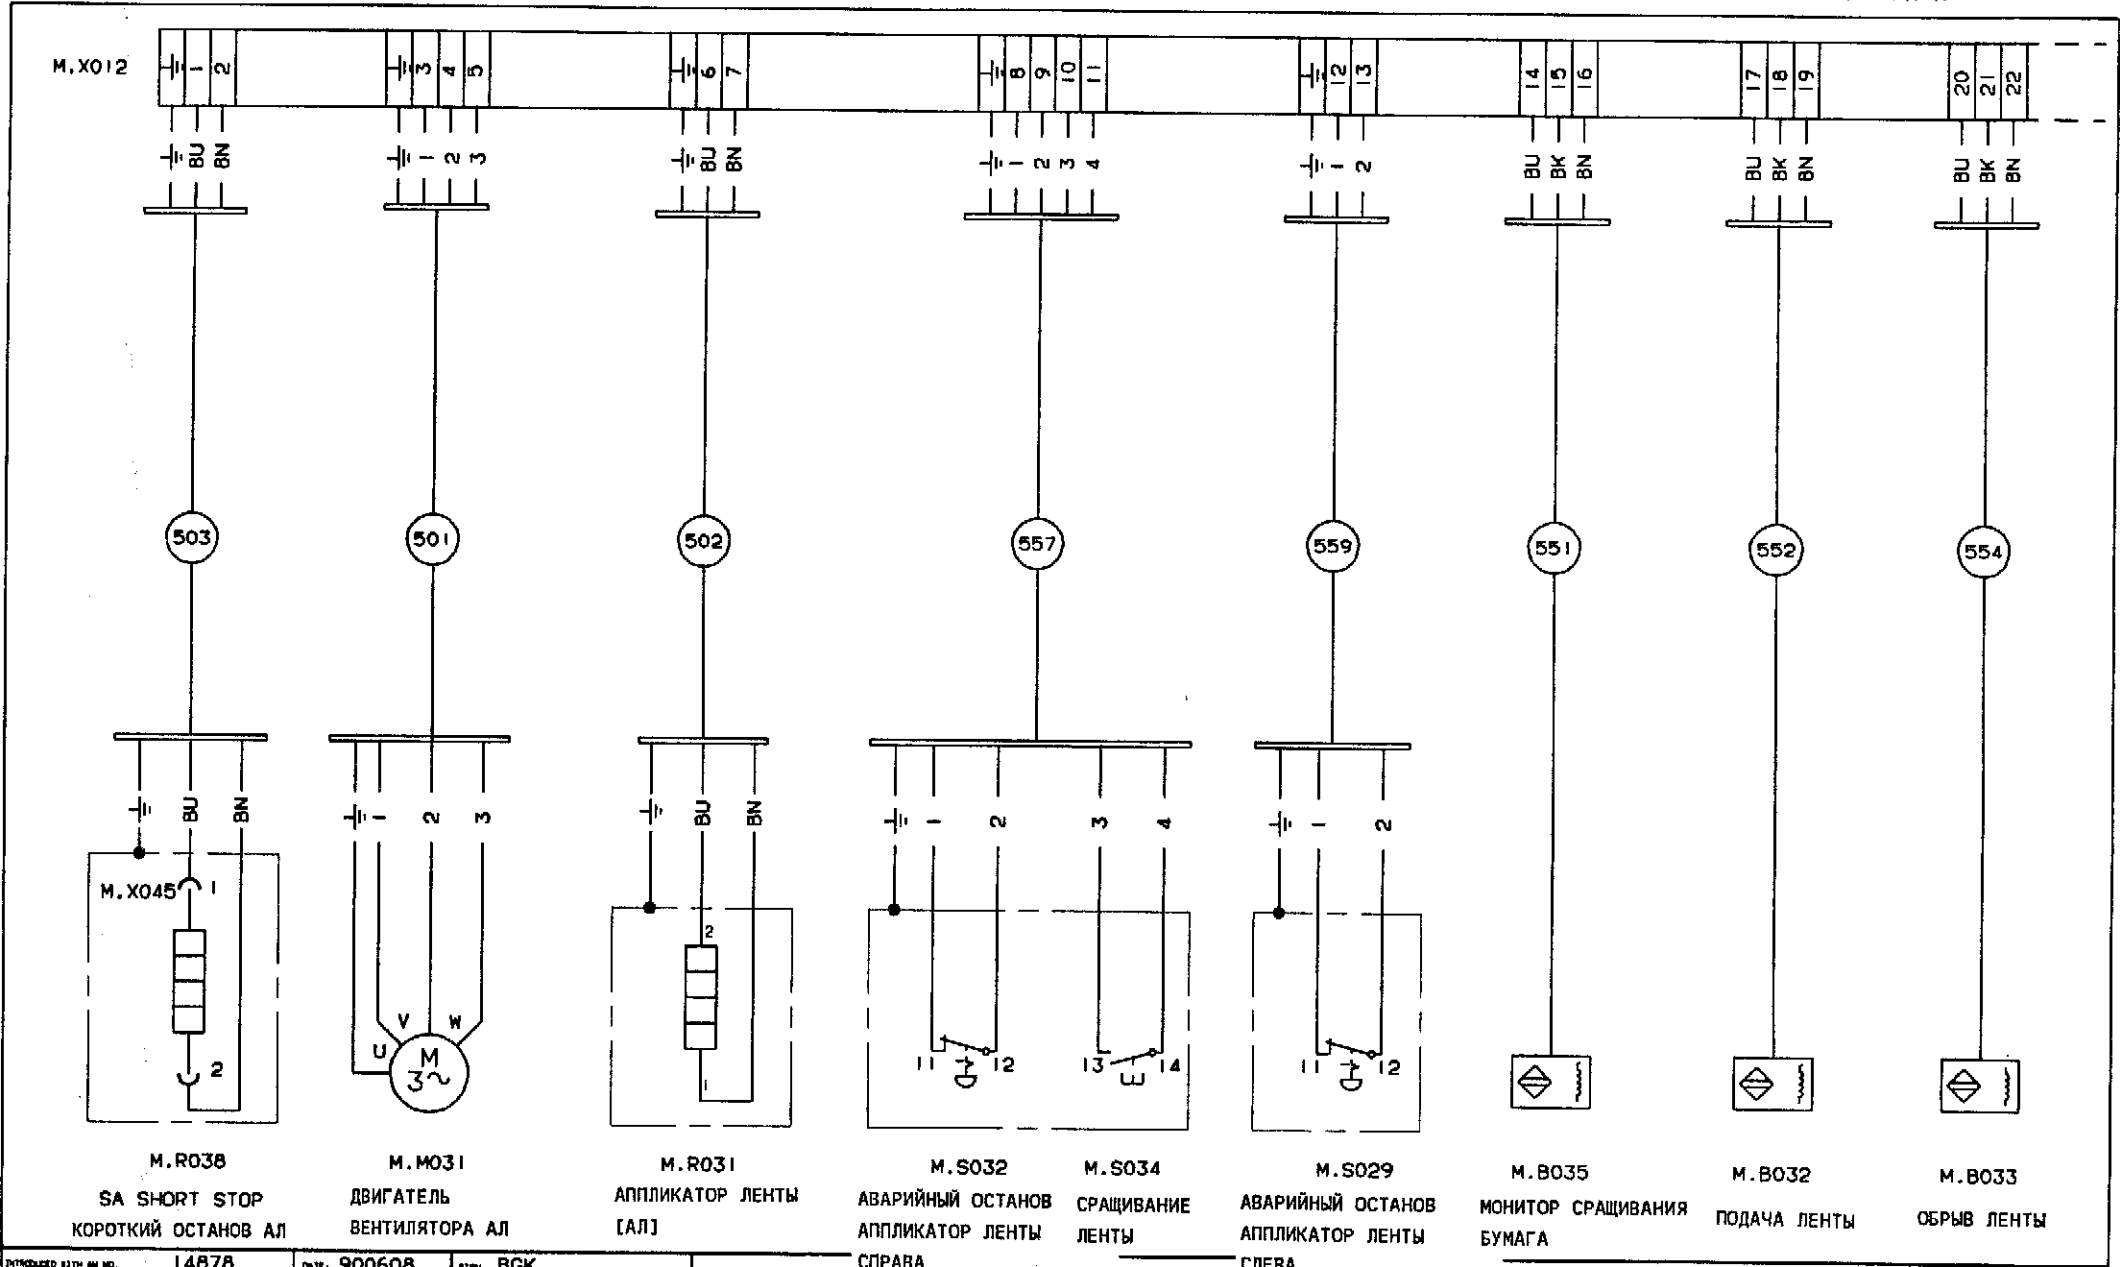 M.X012 1 2 3 4 5 6 7 8 9 10 11 12 13 14 15 16 17 18 19 20 21 22
BU BN 1 2 3 BU BN 1 2 3 4 1 2 BU BK BN BU BK BN BU BK BN
503 501 502 557 559 551 552 554
BU BN 1 2 3 BU BN 1 2 3 4 1 2
M.X045 1
2
V W
U M
3~
2
1
11 12 13 14 11 12
2
M.R038
SA SHORT STOP
КОРОТКИЙ ОСТАНОВ АЛ
M.M031
ДВИГАТЕЛЬ
ВЕНТИЛЯТОРА АЛ
M.R031
АППЛИКАТОР ЛЕНТЫ
[АЛ]
M.S032
АВАРИЙНЫЙ ОСТАНОВ
АППЛИКАТОР ЛЕНТЫ
СПРАВА
M.S034
СРАЩИВАНИЕ
ЛЕНТЫ
M.S029
АВАРИЙНЫЙ ОСТАНОВ
АППЛИКАТОР ЛЕНТЫ
СЛЕВА
M.B035
МОНИТОР СРАЩИВАНИЯ
БУМАГА
M.B032
ПОДАЧА ЛЕНТЫ
M.B033
ОБРЫВ ЛЕНТЫ
14878 DATE: 900608 BGK